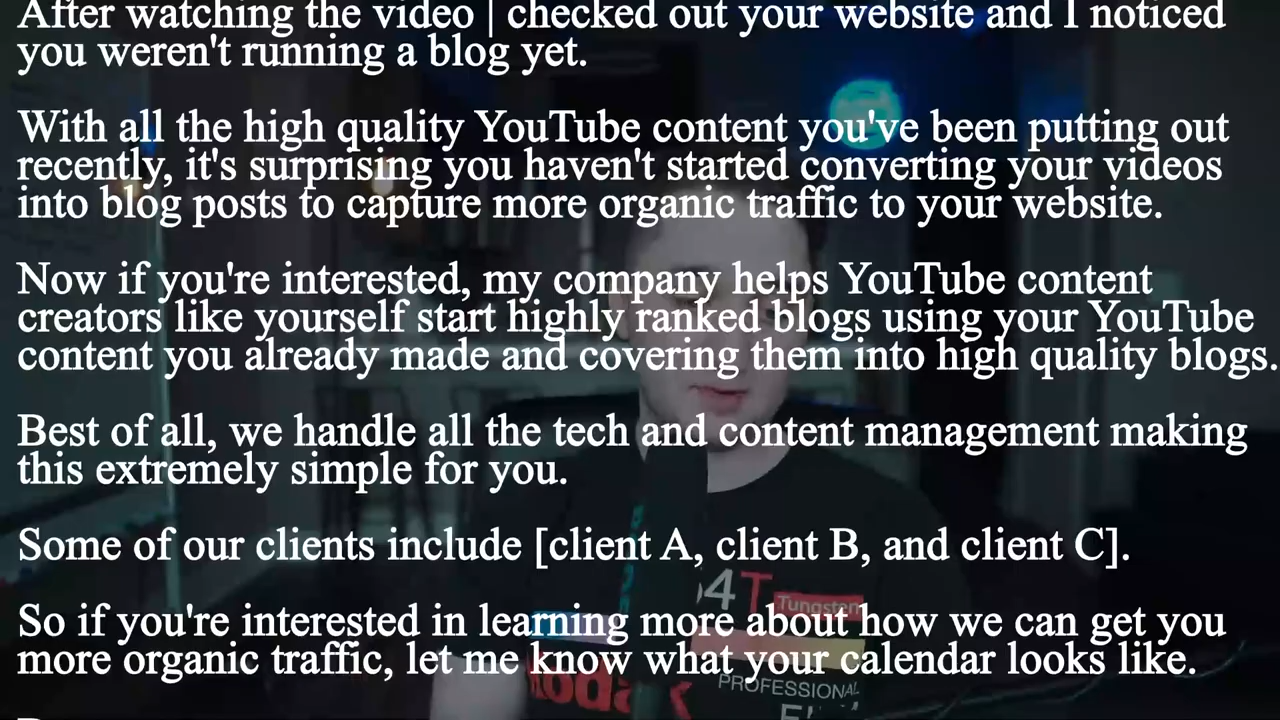 After watching the video | checked out your website and I noticed
you weren't running a blog yet.
With all the high quality YouTube content you've been putting out
recently, it's surprising you haven't started converting your videos
into blog posts to capture more organic traffic to your website.
Now if you're interested, my company helps YouTube content
creators like yourself start highly ranked blogs using your YouTube
content you already made and covering them into high quality blogs.
Best of all, we handle all the tech and content management making
this extremely simple for you.
Some of our clients include [client A, client B, and client C].
So if you're interested in learning more about how we can get you
more organic traffic, let me know what your calendar looks like.
64T
Tungsten
Kodak
PROFESSIONAL